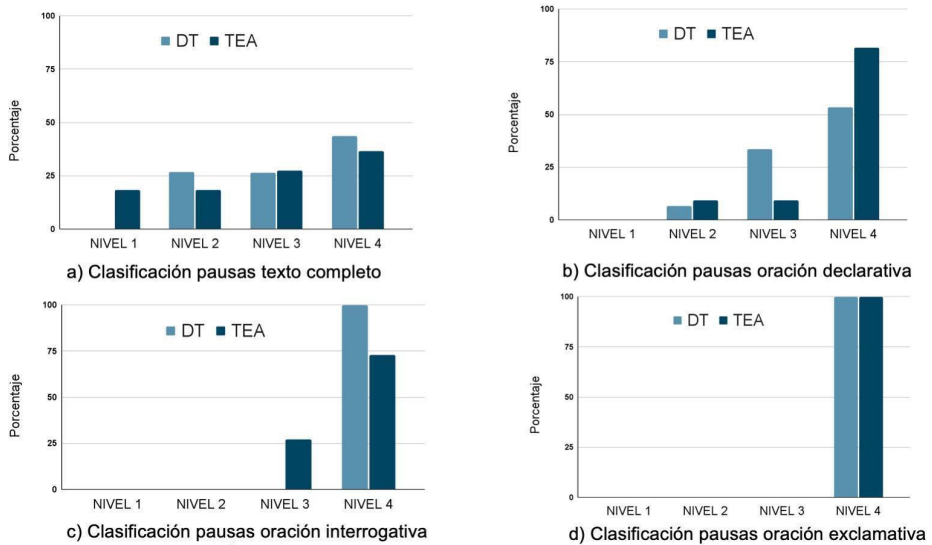 100
75
50
25
0
Porcentaje
DT TEA
NIVEL 1 NIVEL 2 NIVEL 3 NIVEL 4
a) Clasificación pausas texto completo
100
75
50
25
0
Porcentaje
DT TEA
NIVEL 1 NIVEL 2 NIVEL 3 NIVEL 4
b) Clasificación pausas oración declarativa
100
75
50
25
0
Porcentaje
DT TEA
NIVEL 1 NIVEL 2 NIVEL 3 NIVEL 4
c) Clasificación pausas oración interrogativa
100
75
50
25
0
Porcentaje
DT TEA
NIVEL 1 NIVEL 2 NIVEL 3 NIVEL 4
d) Clasificación pausas oración exclamativa